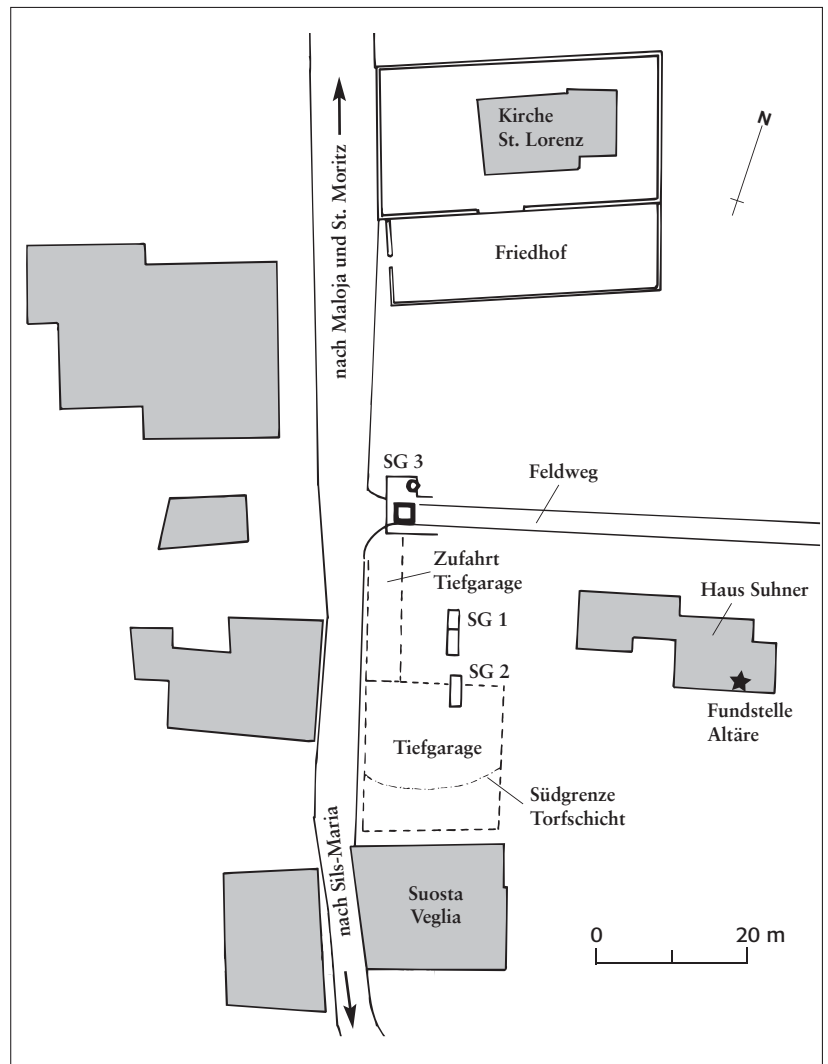 Kirche
St. Lorenz
N
nach Maloja und St. Moritz
Friedhof
SG 3
Feldweg
Zufahrt
Tiefgarage
SG 1
Haus Suhner
SG 2
Fundstelle
Altäre
Tiefgarage
Südgrenze
Torfschicht
nach Sils-Maria
Suosta
Veglia
0 20 m